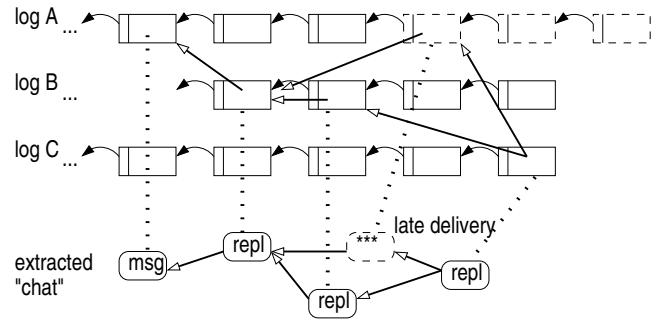 log A ...
log B ...
log C ...
*** late delivery
repl
msg
extracted
"chat"
repl
repl